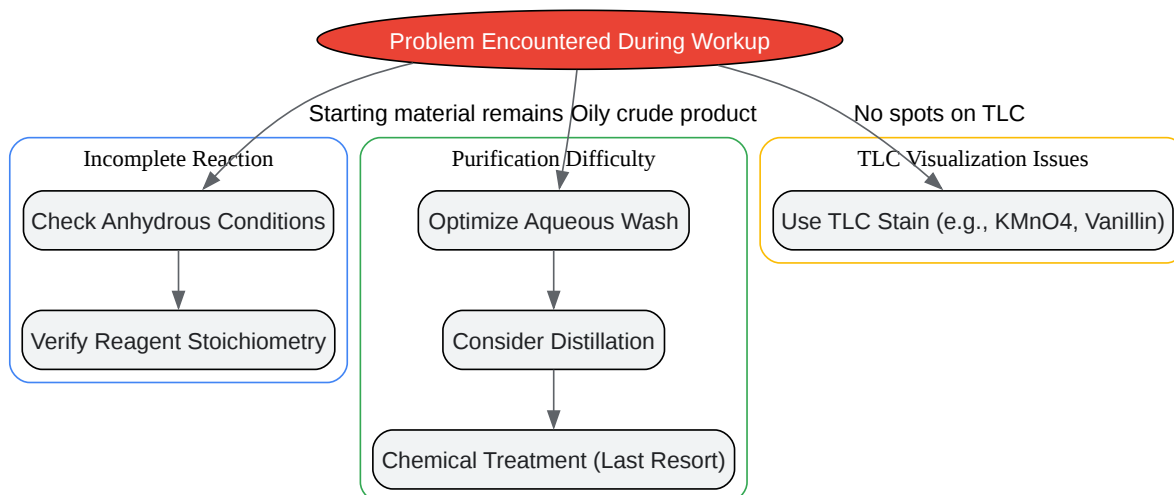 Problem Encountered During Workup
Starting material remains
Oily crude product
No spots on TLC
Incomplete Reaction
Purification Difficulty
TLC Visualization Issues
Check Anhydrous Conditions
Optimize Aqueous Wash
Use TLC Stain (e.g., KMnO4, Vanillin)
Verify Reagent Stoichiometry
Consider Distillation
Chemical Treatment (Last Resort)